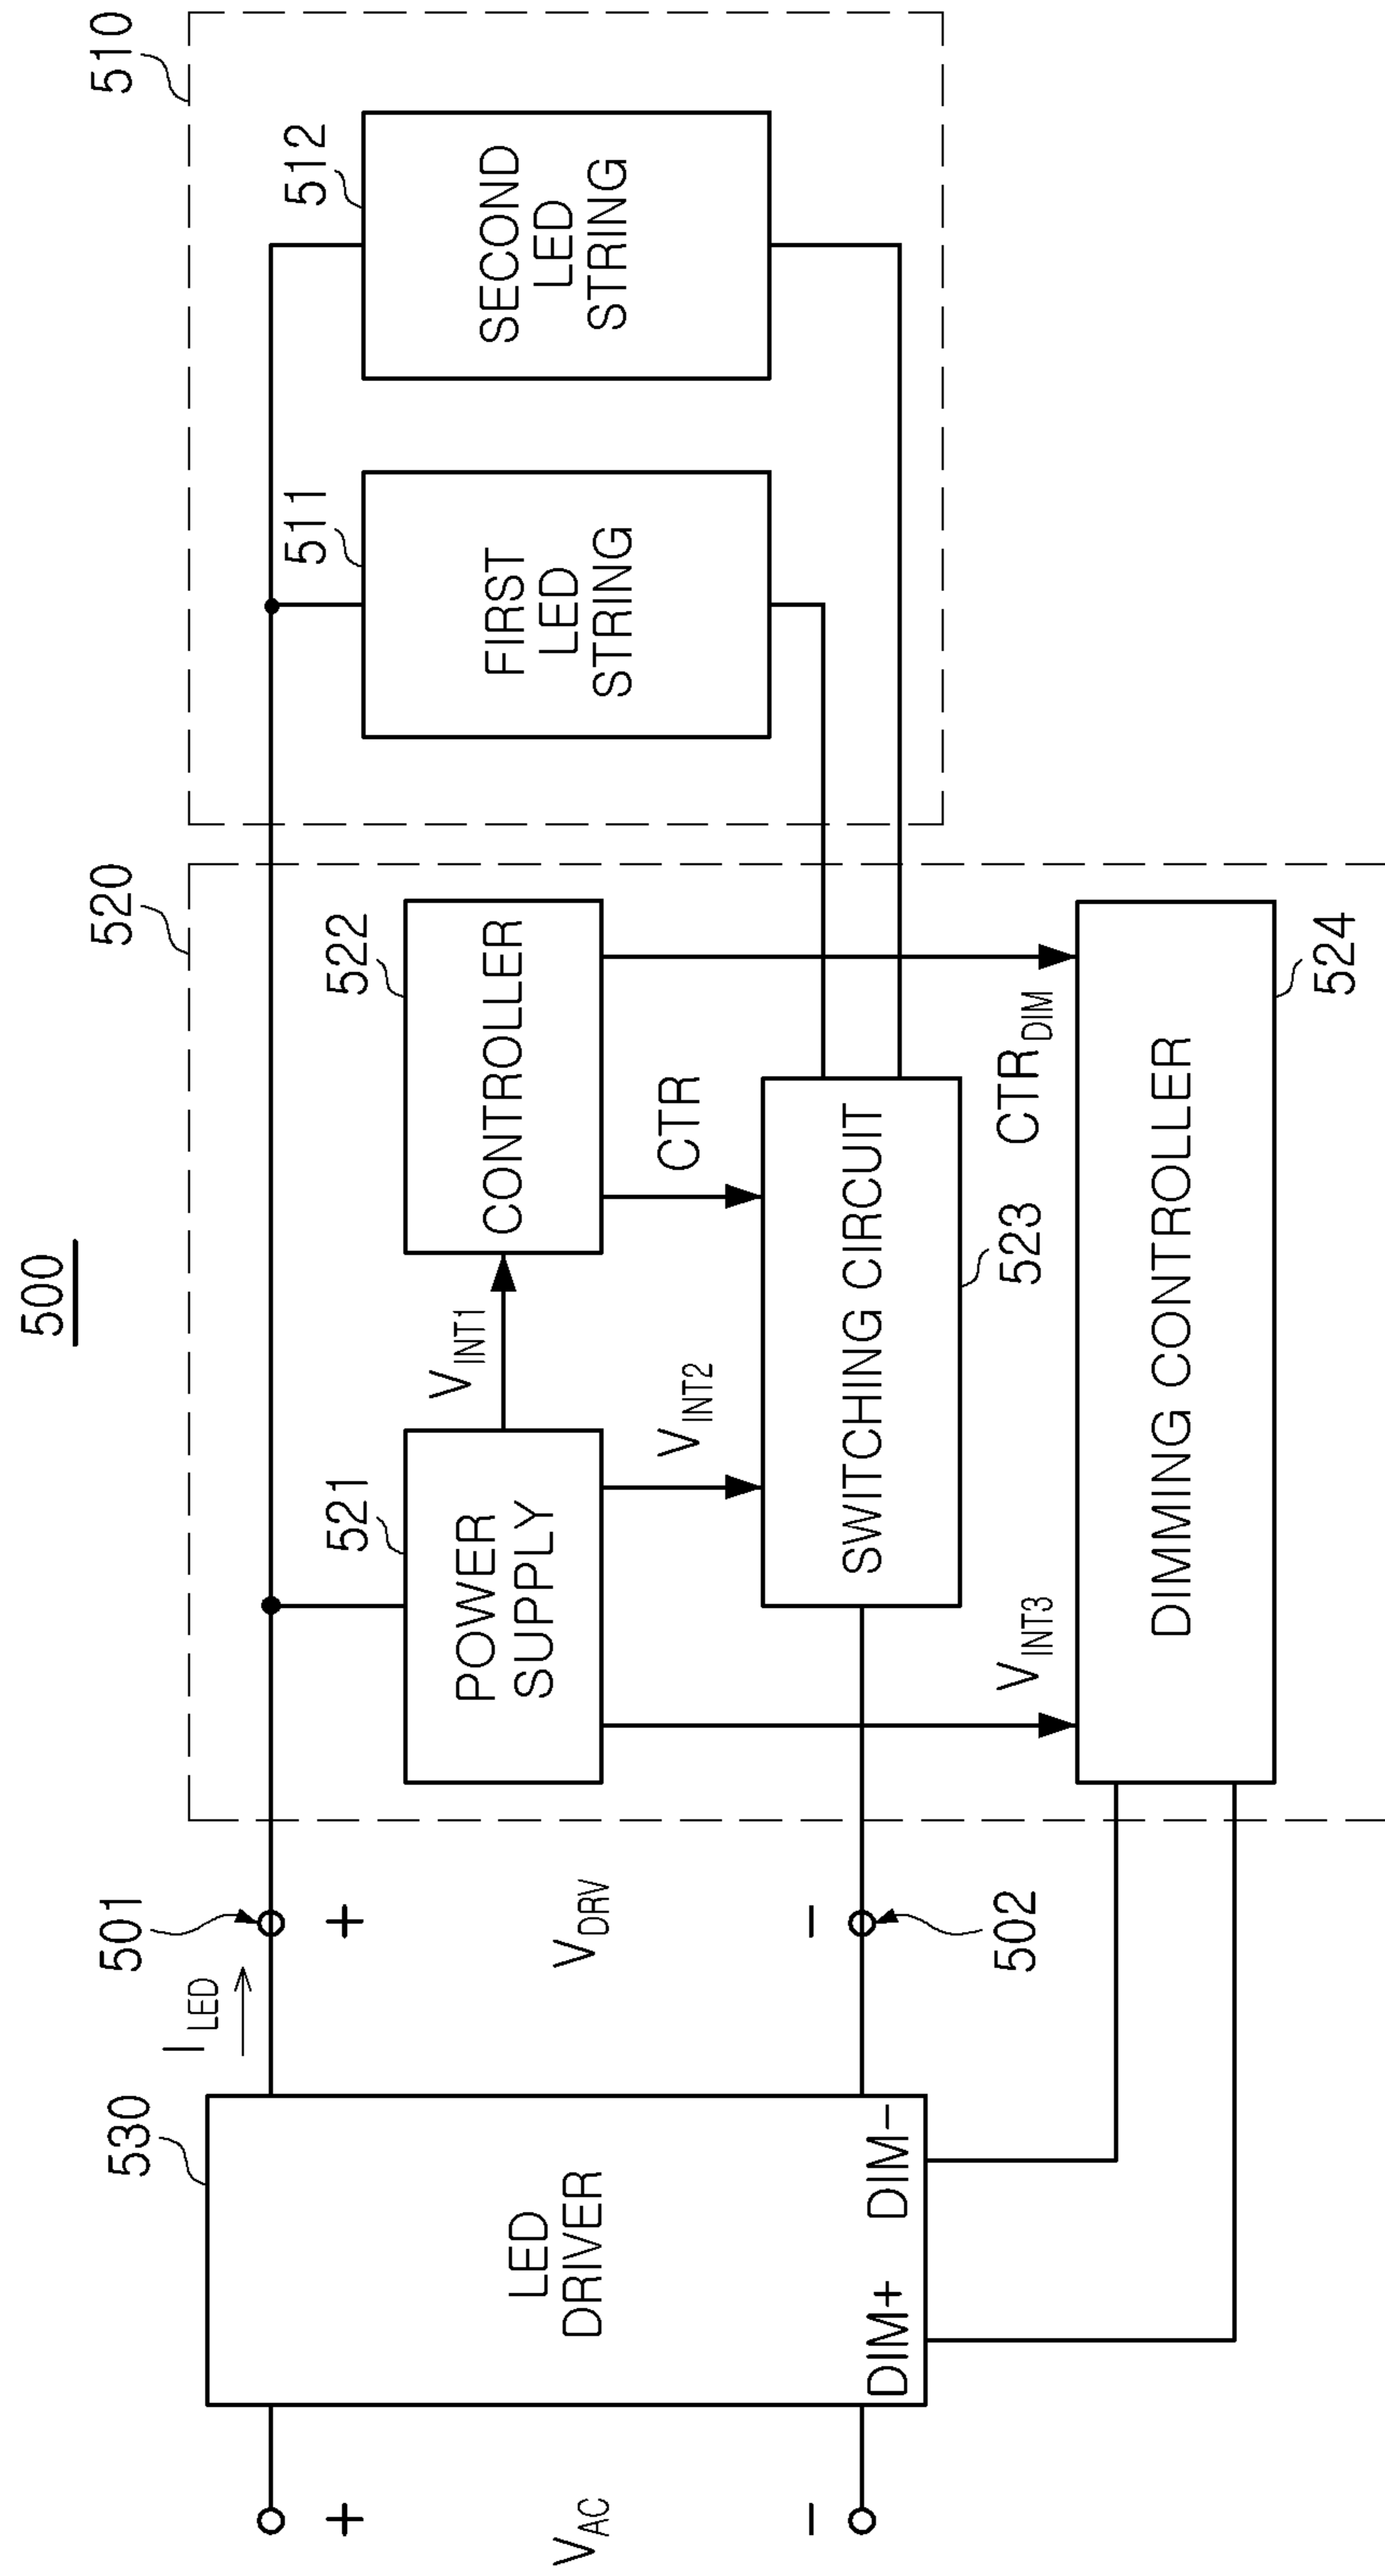 500
530
LED
DRIVER
V_AC
+
−
DIM+
DIM−
I_LED
501
+
V_DRV
−
502
520
521
POWER
SUPPLY
V_INT1
522
CONTROLLER
V_INT2
CTR
SWITCHING CIRCUIT
523
V_INT3
CTR_DIM
DIMMING CONTROLLER
524
510
511
FIRST
LED
STRING
512
SECOND
LED
STRING